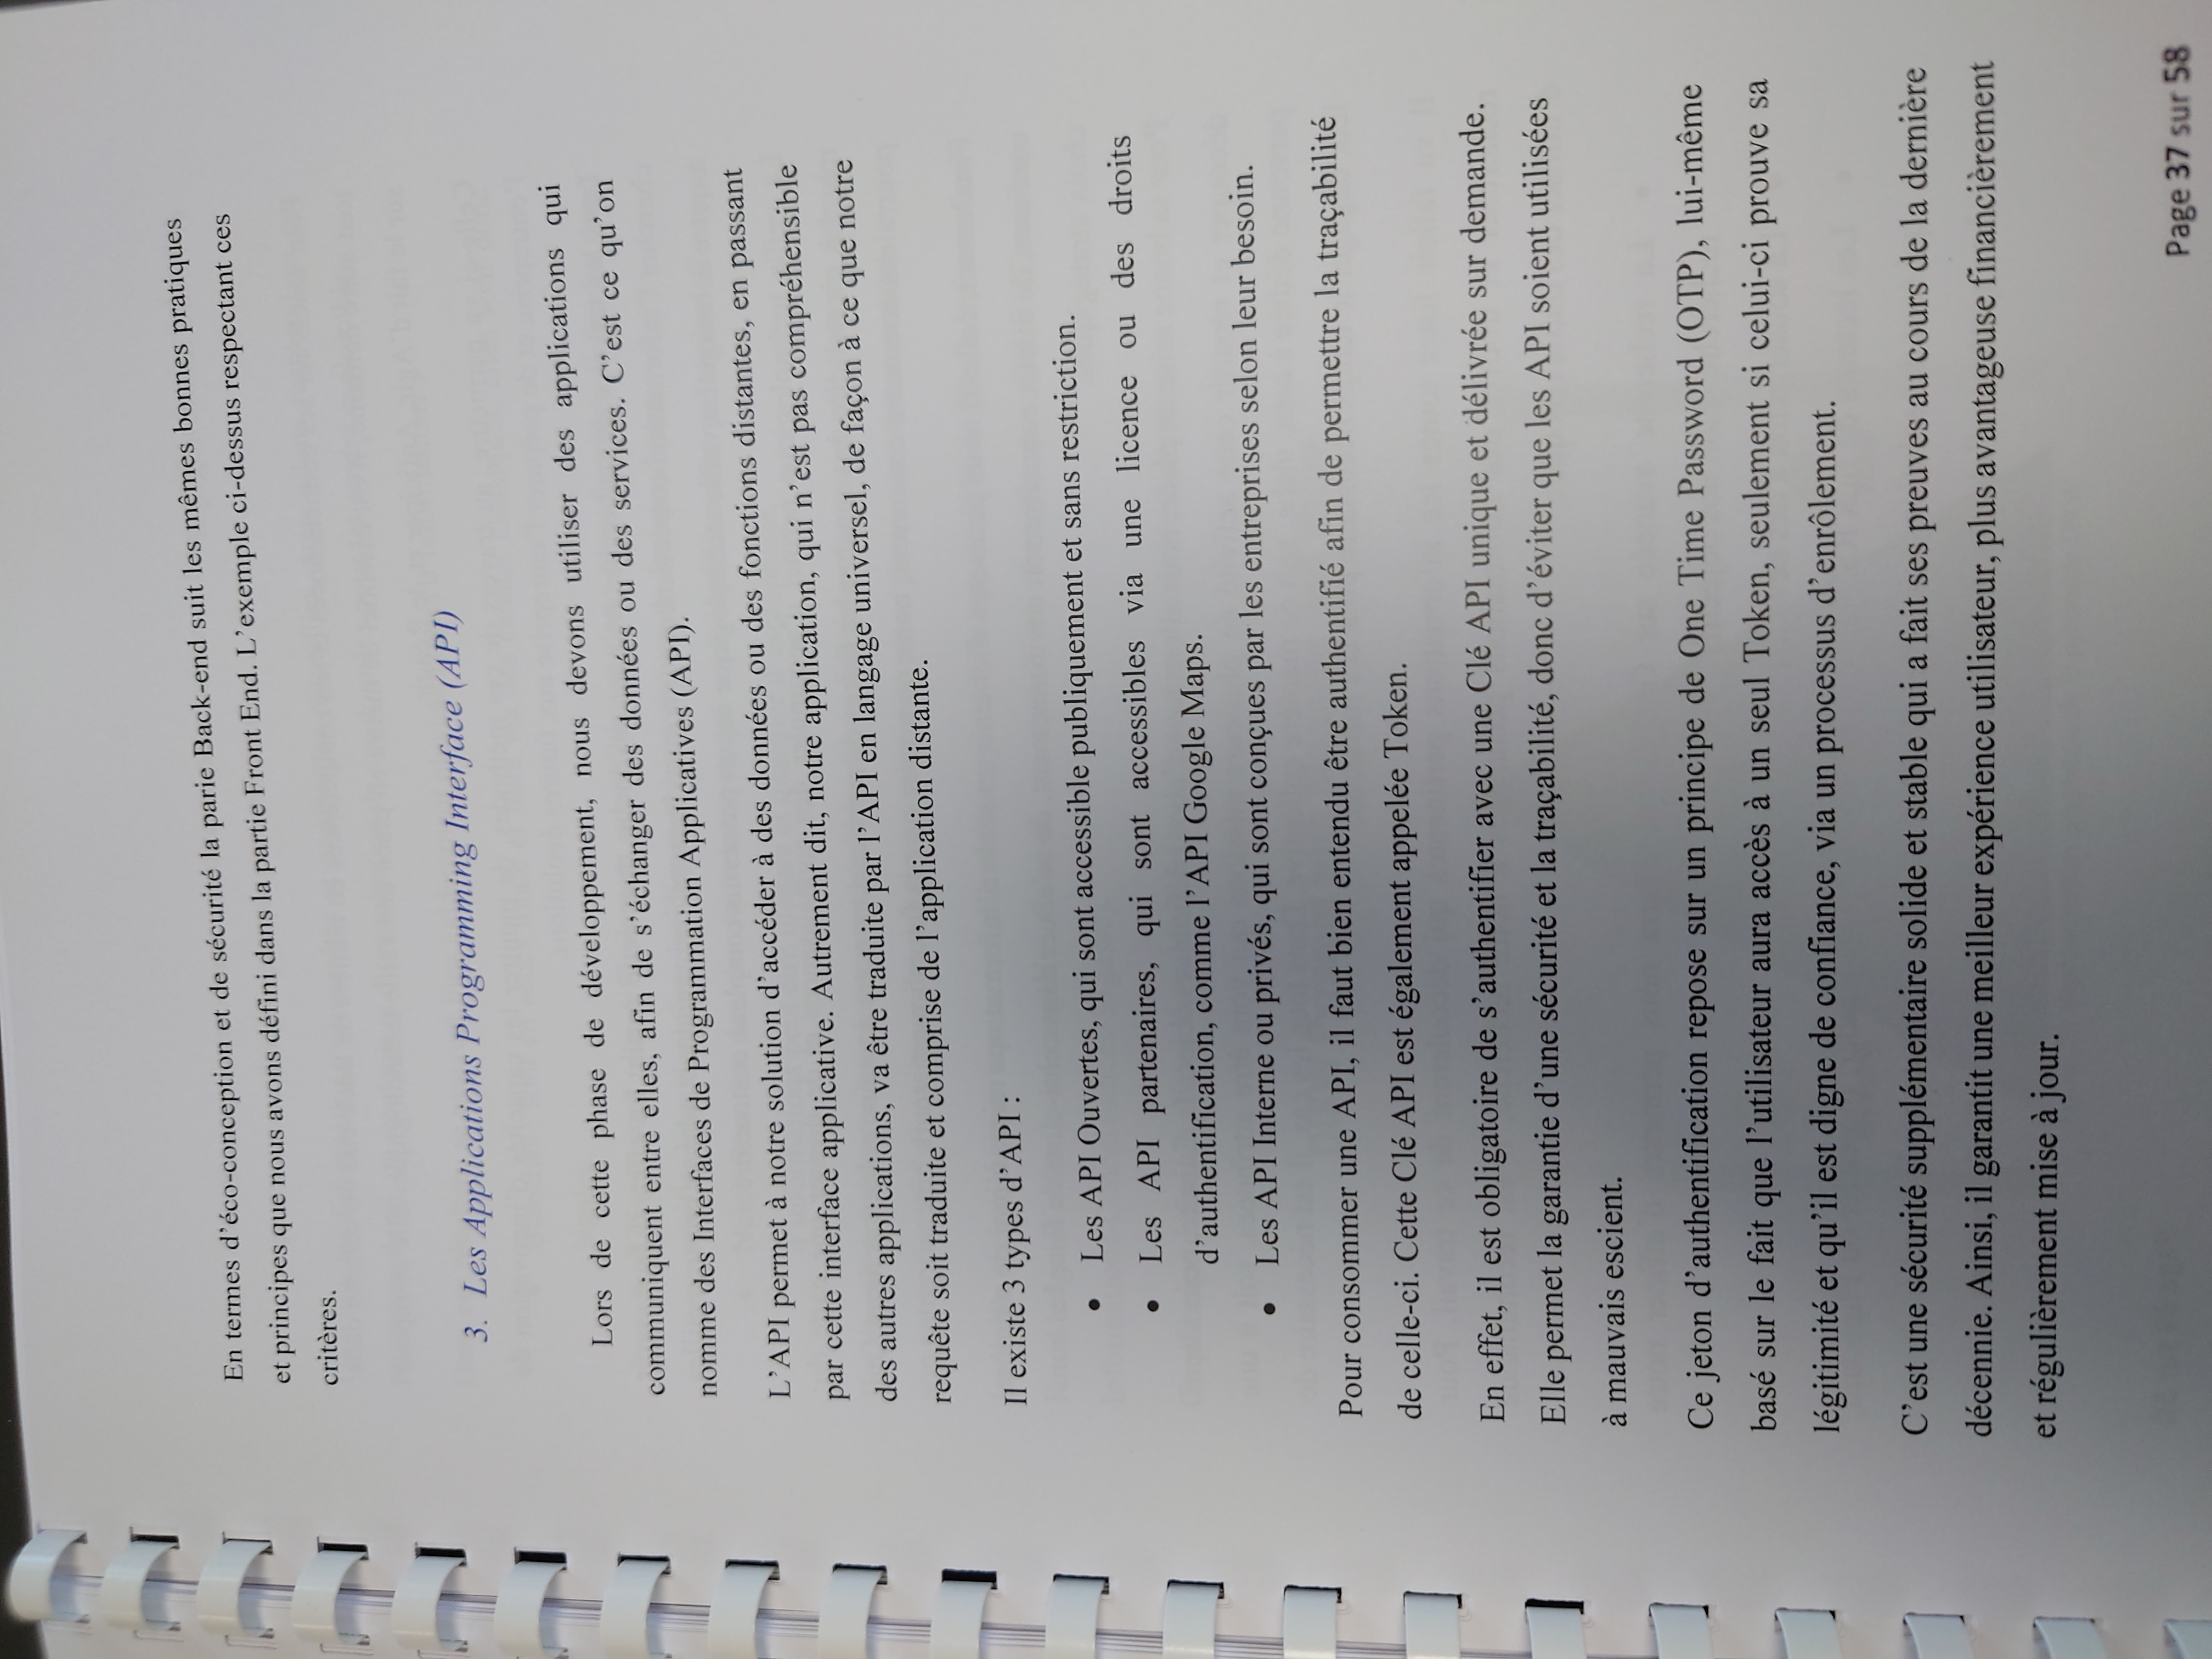 En termes d'éco-conception et de sécurité la parie Back-end suit les mêmes bonnes pratiques
et principes que nous avons défini dans la partie Front End. L'exemple ci-dessus respectant ces
critères.
3. Les Applications Programming Interface (API)
Lors de cette phase de développement, nous devons utiliser des applications qui
communiquent entre elles, afin de s'échanger des données ou des services. C'est ce qu'on
nomme des Interfaces de Programmation Applicatives (API).
L'API permet à notre solution d'accéder à des données ou des fonctions distantes, en passant
par cette interface applicative. Autrement dit, notre application, qui n'est pas compréhensible
des autres applications, va être traduite par l'API en langage universel, de façon à ce que notre
requête soit traduite et comprise de l'application distante.
Il existe 3 types d'API :
• Les API Ouvertes, qui sont accessible publiquement et sans restriction.
• Les API partenaires, qui sont accessibles via une licence ou des droits
d'authentification, comme l'API Google Maps.
• Les API Interne ou privés, qui sont conçues par les entreprises selon leur besoin.
Pour consommer une API, il faut bien entendu être authentifié afin de permettre la traçabilité
de celle-ci. Cette Clé API est également appelée Token.
En effet, il est obligatoire de s'authentifier avec une Clé API unique et délivrée sur demande.
Elle permet la garantie d'une sécurité et la traçabilité, donc d'éviter que les API soient utilisées
à mauvais escient.
Ce jeton d'authentification repose sur un principe de One Time Password (OTP), lui-même
basé sur le fait que l'utilisateur aura accès à un seul Token, seulement si celui-ci prouve sa
légitimité et qu'il est digne de confiance, via un processus d'enrôlement.
C'est une sécurité supplémentaire solide et stable qui a fait ses preuves au cours de la dernière
décennie. Ainsi, il garantit une meilleur expérience utilisateur, plus avantageuse financièrement
et régulièrement mise à jour.
Page 37 sur 58